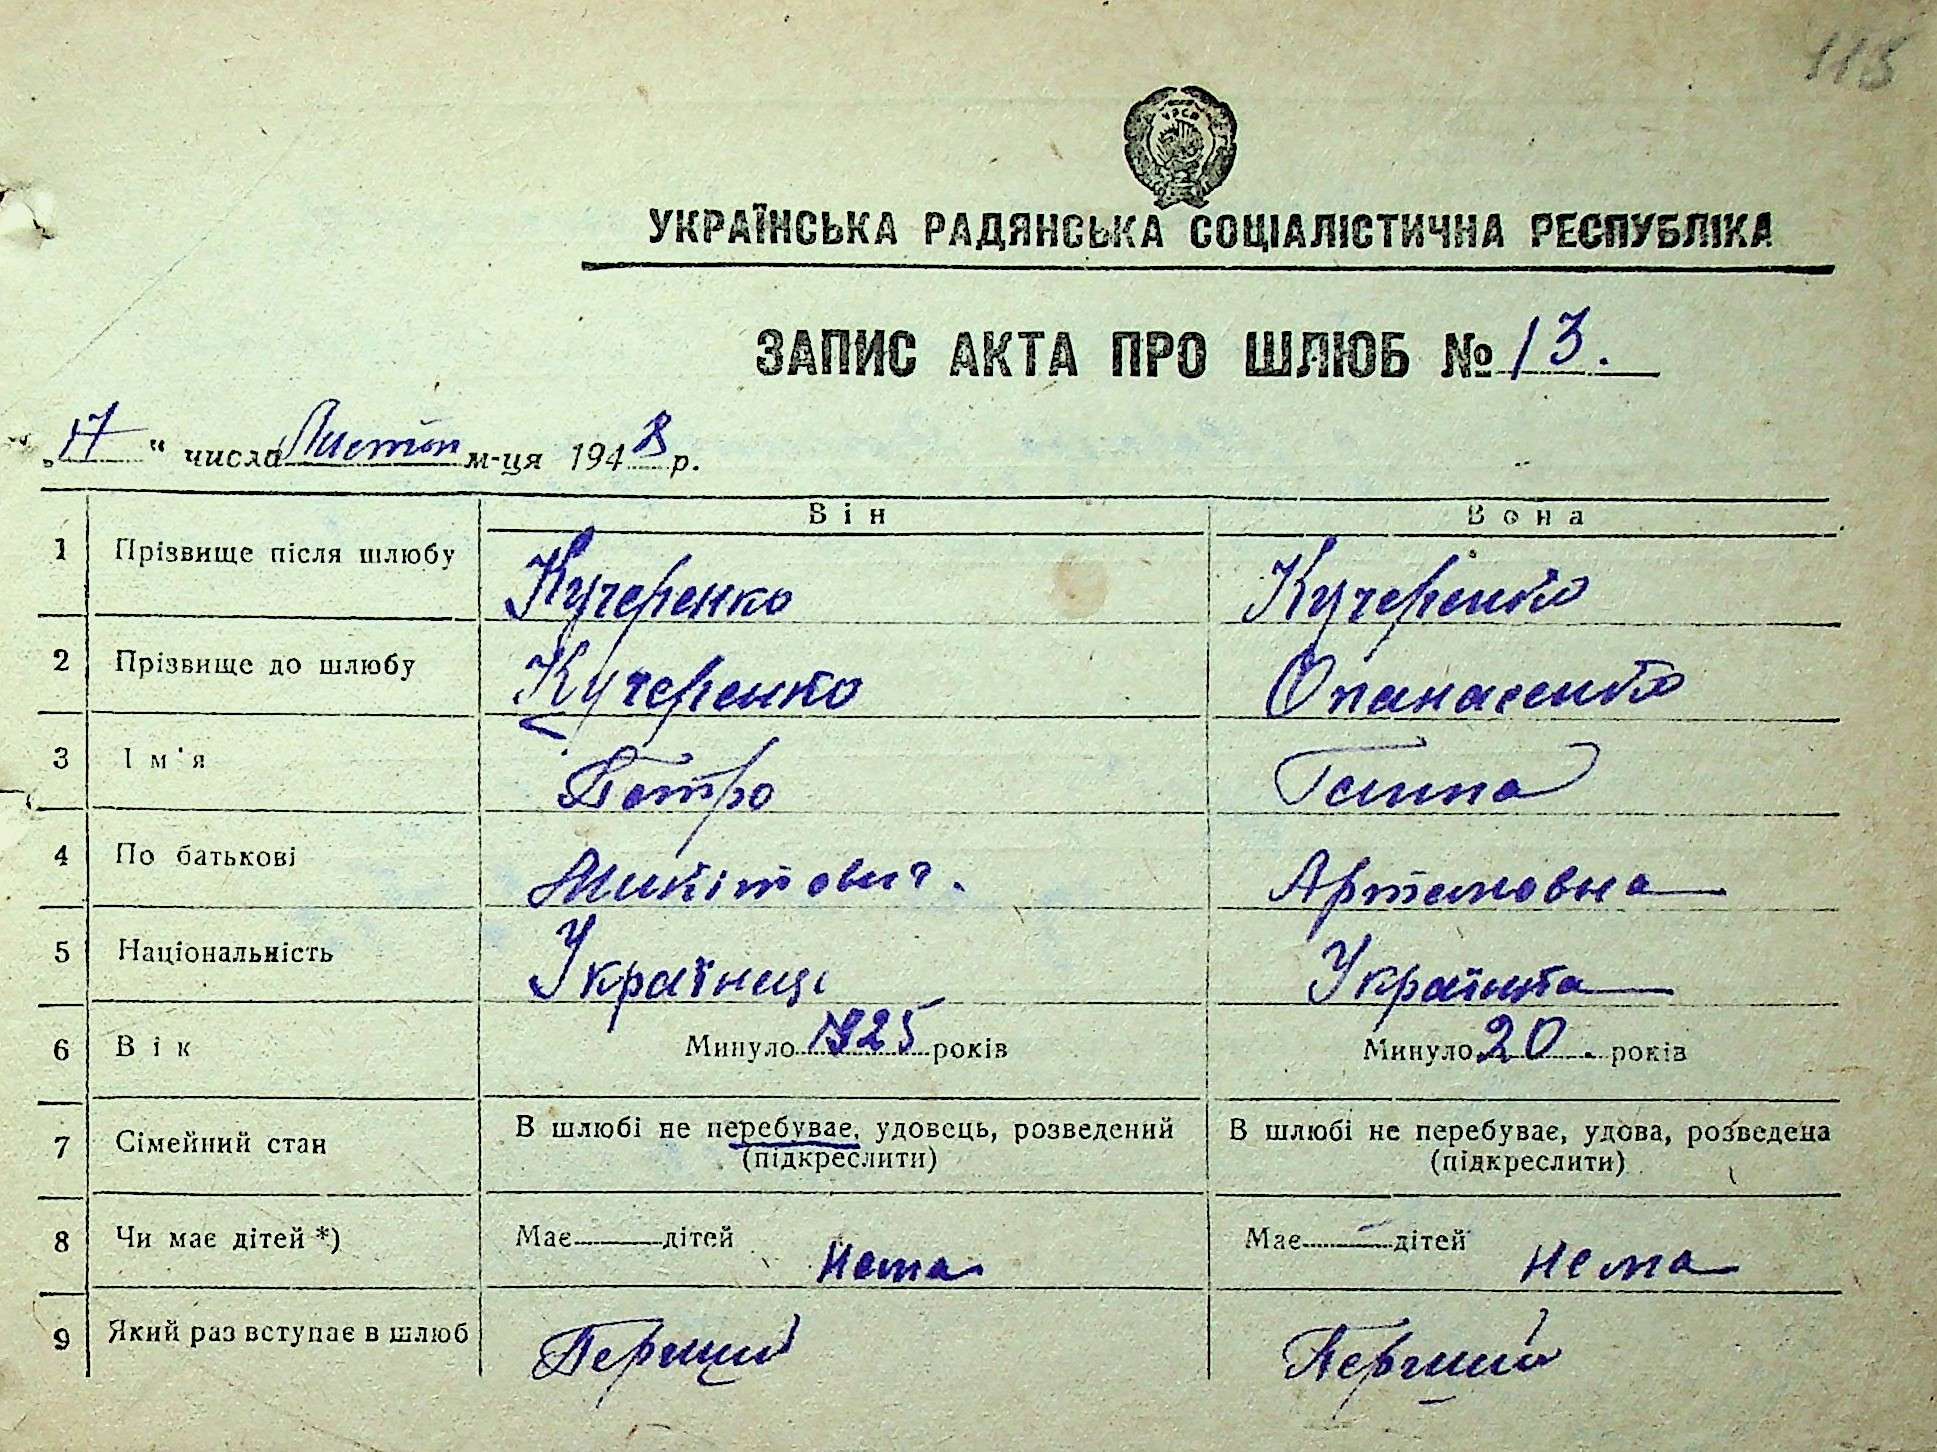 115
УРСР
УКРАЇНСЬКА РАДЯНСЬКА СОЦІАЛІСТИЧНА РЕСПУБЛІКА
ЗАПИС АКТА ПРО ШЛЮБ № 13.
„17“ числа Листоп м-ця 1948 р.
Він Вона
1 Прізвище після шлюбу Кучеренко Кучеренко
2 Прізвище до шлюбу Кучеренко Опанасенко
3 Ім'я Петро Ганна
4 По батькові Микітович. Артемовна
5 Національність Українец Українка
6 Вік Минуло 1925 років Минуло 20. років
7 Сімейний стан В шлюбі не перебуває, удовець, розведений В шлюбі не перебуває, удова, розведена
(підкреслити) (підкреслити)
8 Чи має дітей *) Має дітей Нема Має дітей Нема
9 Який раз вступає в шлюб Перший Перший